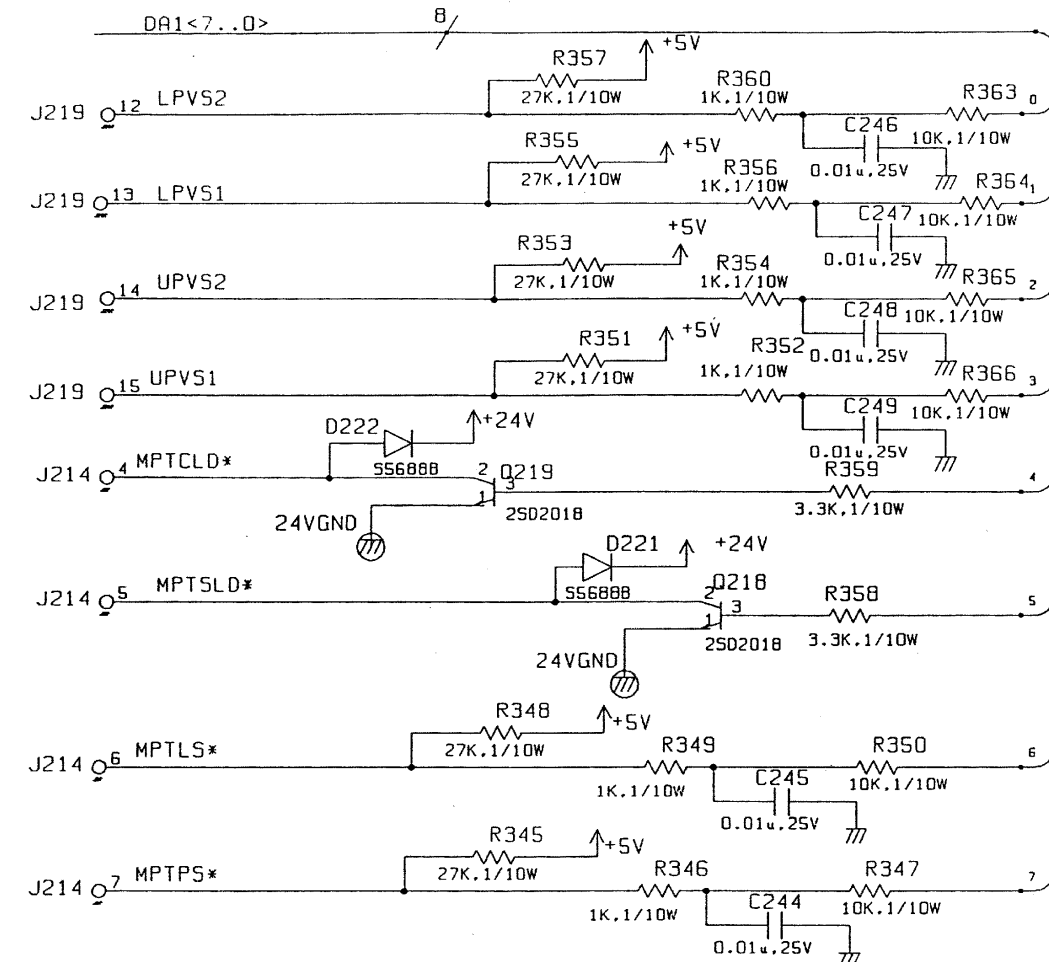 DA1<7..0>
8
+5V
R357
27K,1/10W
R360
1K,1/10W
R363
10K,1/10W
0
J219 12 LPVS2
C246
0.01u,25V
R355
27K,1/10W
+5V
R356
1K,1/10W
R364
10K,1/10W
1
J219 13 LPVS1
C247
0.01u,25V
+5V
R353
27K,1/10W
R354
1K,1/10W
R365
10K,1/10W
2
J219 14 UPVS2
C248
0.01u,25V
R351
27K,1/10W
+5V
R352
1K,1/10W
R366
10K,1/10W
3
J219 15 UPVS1
C249
0.01u,25V
D222
S5688B
+24V
J214 4 MPTCLD*
2 Q219
3
1
2SD2018
24VGND
R359
3.3K,1/10W
4
D221
S5688B
+24V
J214 5 MPTSLD*
2 Q218
3
1
2SD2018
24VGND
R358
3.3K,1/10W
5
R348
27K,1/10W
+5V
J214 6 MPTLS*
R349
1K,1/10W
R350
10K,1/10W
6
C245
0.01u,25V
R345
27K,1/10W
+5V
J214 7 MPTPS*
R346
1K,1/10W
R347
10K,1/10W
7
C244
0.01u,25V